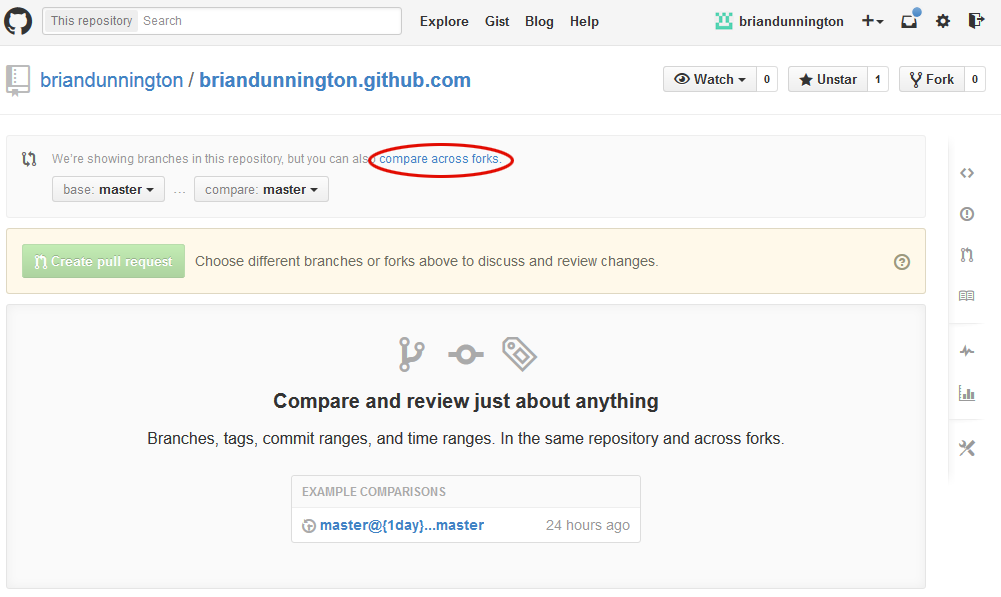 This repository Search Explore Gist Blog Help briandunnington
briandunnington / briandunnington.github.com Watch 0 Unstar 1 Fork 0
We're showing branches in this repository, but you can also compare across forks.
base: master ... compare: master
Create pull request Choose different branches or forks above to discuss and review changes.
Compare and review just about anything
Branches, tags, commit ranges, and time ranges. In the same repository and across forks.
EXAMPLE COMPARISONS
master@{1day}...master 24 hours ago